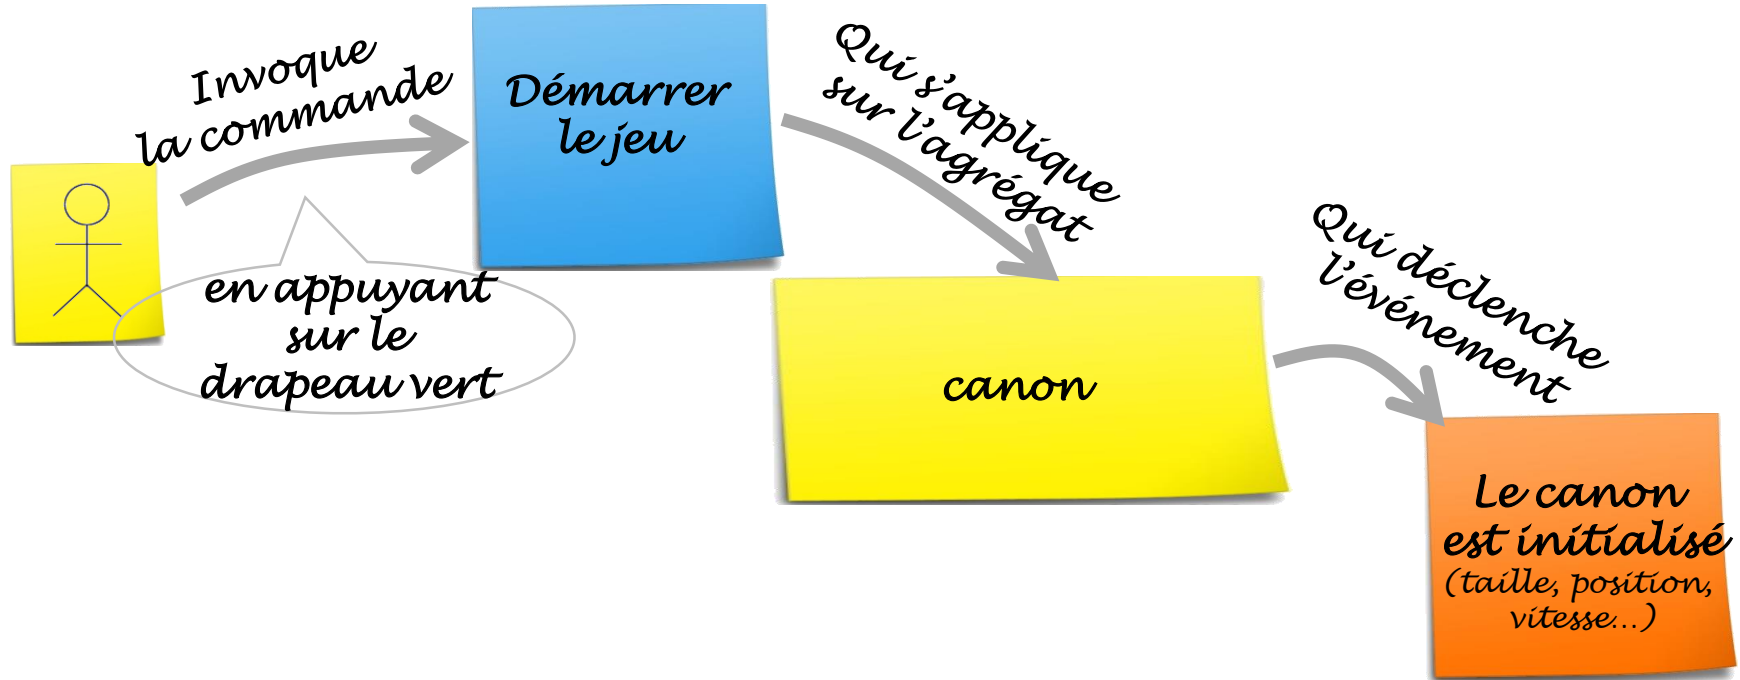 Invoque
la commande
en appuyant
sur le
drapeau vert
Démarrer
le jeu
Qui s'applique
sur l'agrégat
canon
Qui déclenche
l'événement
Le canon
est initialisé
(taille, position,
vitesse...)